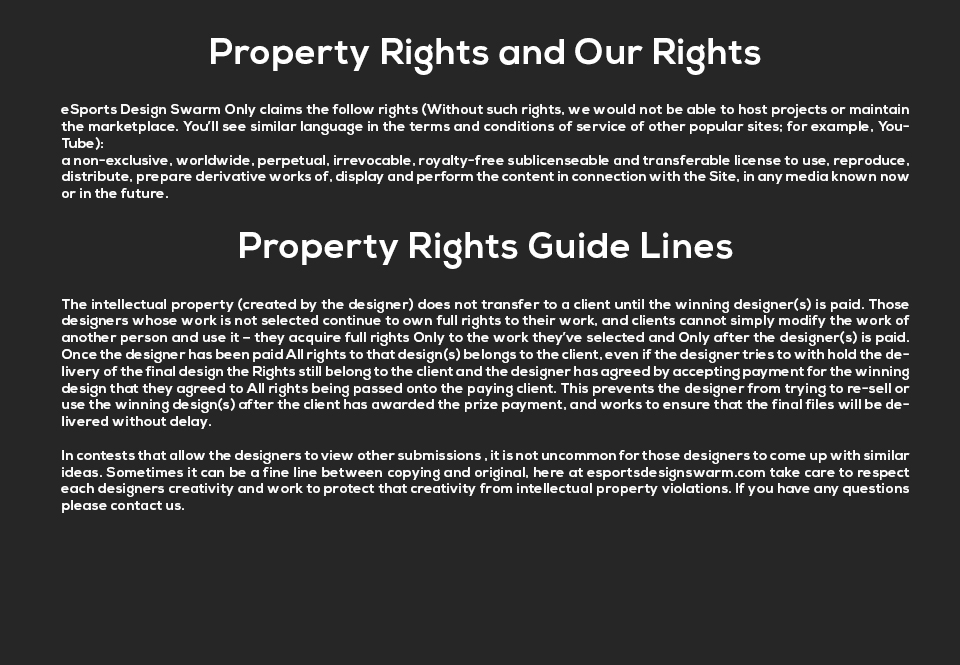 Property Rights and Our Rights
eSports Design Swarm Only claims the follow rights (Without such rights, we would not be able to host projects or maintain
the marketplace. You'll see similar language in the terms and conditions of service of other popular sites; for example, You-
Tube):
a non-exclusive, worldwide, perpetual, irrevocable, royalty-free sublicenseable and transferable license to use, reproduce,
distribute, prepare derivative works of, display and perform the content in connection with the Site, in any media known now
or in the future.
Property Rights Guide Lines
The intellectual property (created by the designer) does not transfer to a client until the winning designer(s) is paid. Those
designers whose work is not selected continue to own full rights to their work, and clients cannot simply modify the work of
another person and use it – they acquire full rights Only to the work they've selected and Only after the designer(s) is paid.
Once the designer has been paid All rights to that design(s) belongs to the client, even if the designer tries to with hold the de-
livery of the final design the Rights still belong to the client and the designer has agreed by accepting payment for the winning
design that they agreed to All rights being passed onto the paying client. This prevents the designer from trying to re-sell or
use the winning design(s) after the client has awarded the prize payment, and works to ensure that the final files will be de-
livered without delay.
In contests that allow the designers to view other submissions , it is not uncommon for those designers to come up with similar
ideas. Sometimes it can be a fine line between copying and original, here at esportsdesignswarm.com take care to respect
each designers creativity and work to protect that creativity from intellectual property violations. If you have any questions
please contact us.